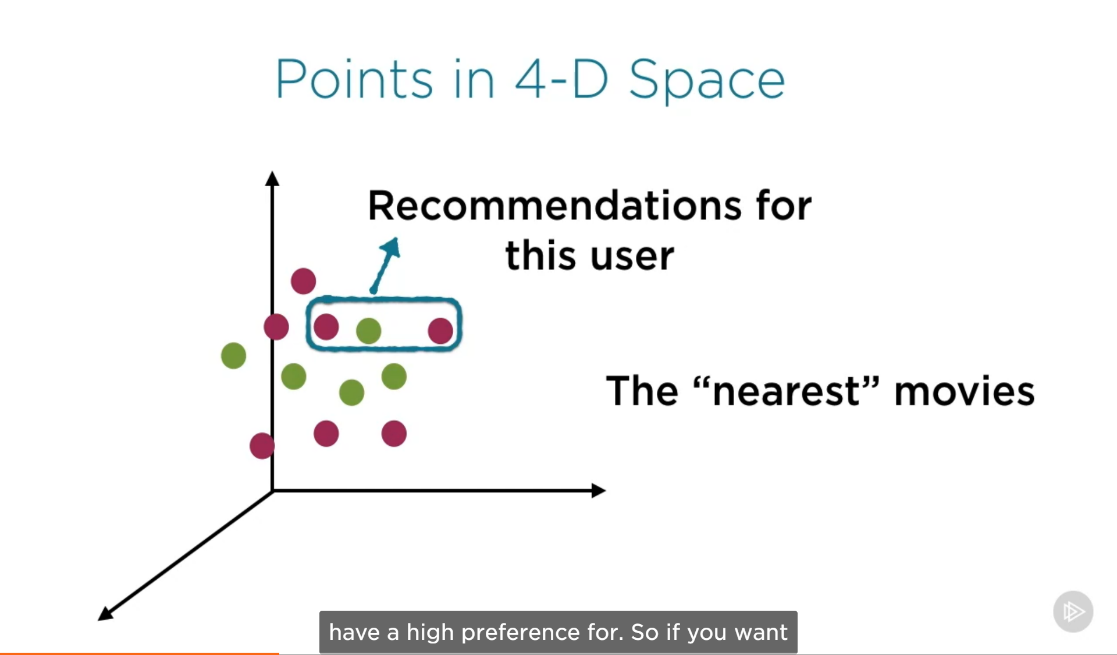 Points in 4-D Space
Recommendations for
this user
The “nearest” movies
have a high preference for. So if you want